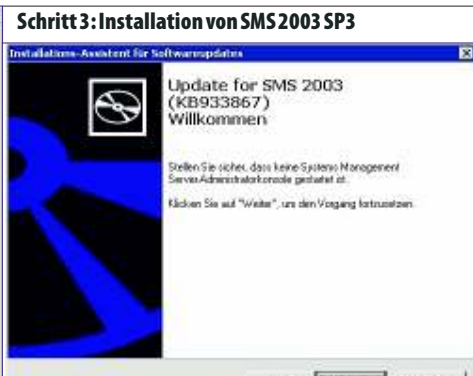 Schritt 3: Installation von SMS 2003 SP3
Installations-Assistent für Softwareupdates
Update for SMS 2003
(KB933867)
Willkommen
Stellen Sie sicher, dass keine Systems Management
Server-Administratorkonsole gestartet ist.
Klicken Sie auf "Weiter", um den Vorgang fortzusetzen.